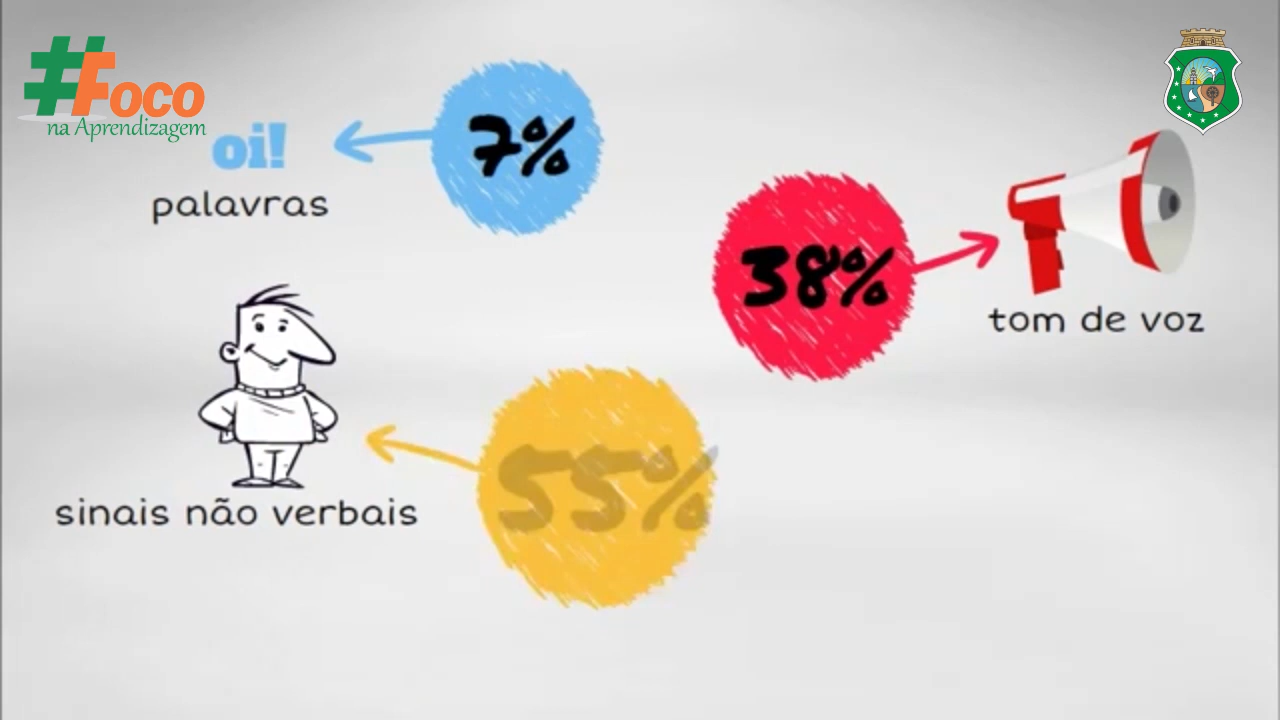 #Foco
na Aprendizagem
oi!
palavras
7%
38%
tom de voz
sinais não verbais
55%